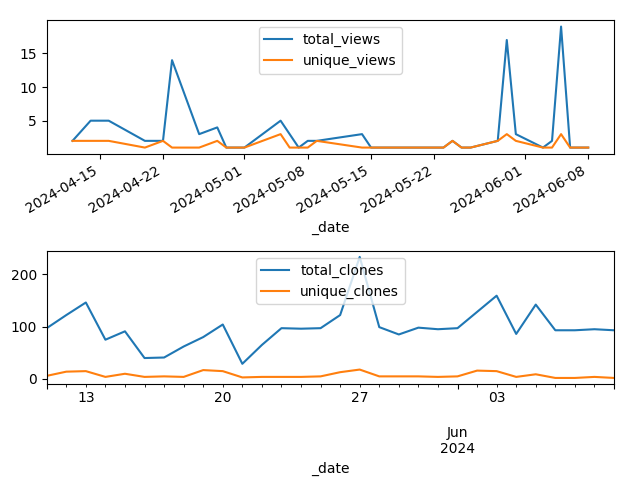 total_views
unique_views
15
10
5
2024-04-15
2024-04-22
2024-05-01
2024-05-08
2024-05-15
2024-05-22
2024-06-01
2024-06-08
_date
total_clones
unique_clones
200
100
0
13
20
27
03
Jun
2024
_date